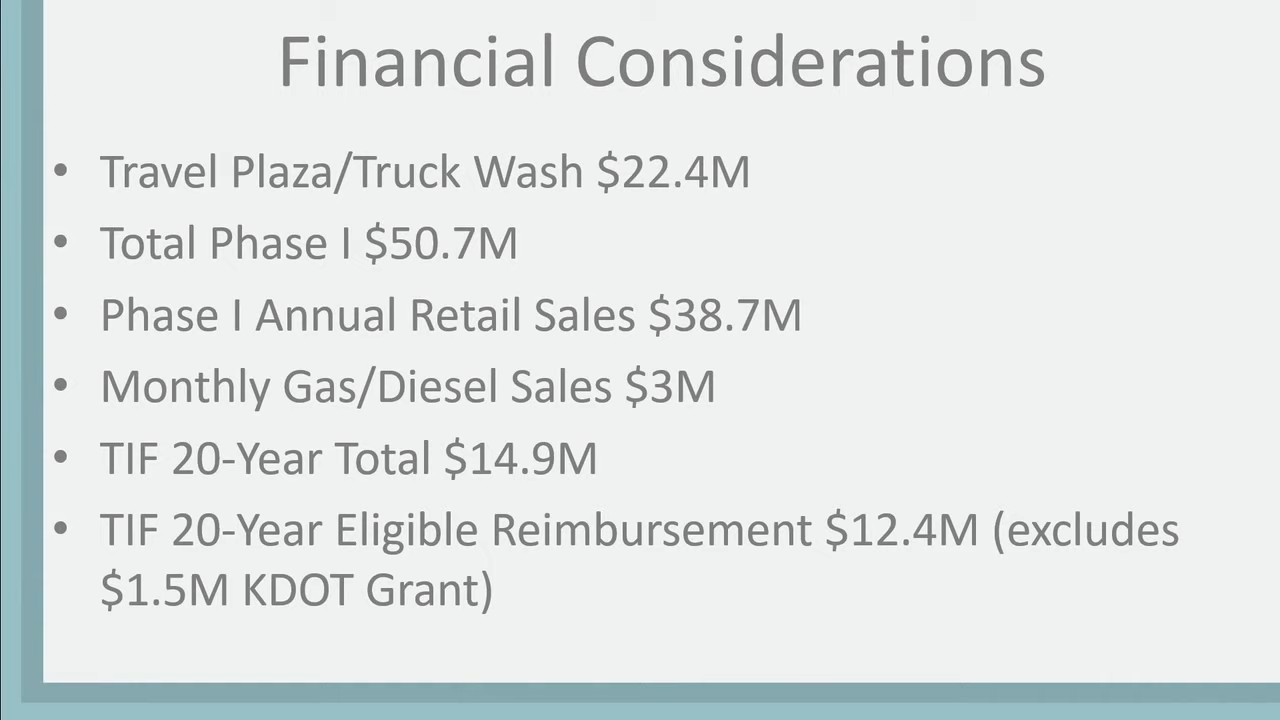 Financial Considerations
• Travel Plaza/Truck Wash $22.4M
• Total Phase I $50.7M
• Phase I Annual Retail Sales $38.7M
• Monthly Gas/Diesel Sales $3M
• TIF 20-Year Total $14.9M
• TIF 20-Year Eligible Reimbursement $12.4M (excludes
$1.5M KDOT Grant)